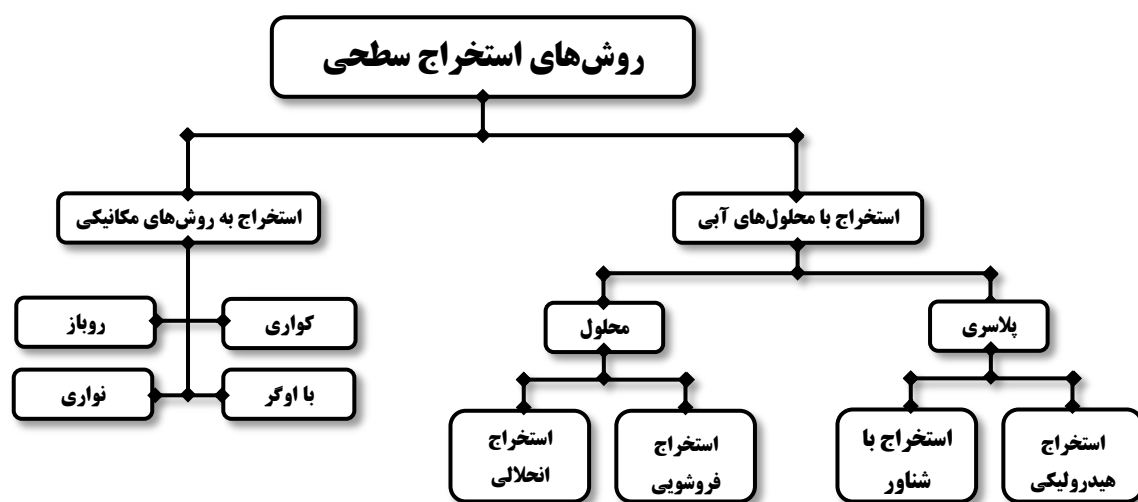 روش‌های استخراج سطحی
استخراج با محلول‌های آبی
استخراج به روش‌های مکانیکی
پلاسری
محلول
کواری
روباز
با اوگر
نواری
استخراج
هیدرولیکی
استخراج با
شناور
استخراج
فروشویی
استخراج
انحلالی